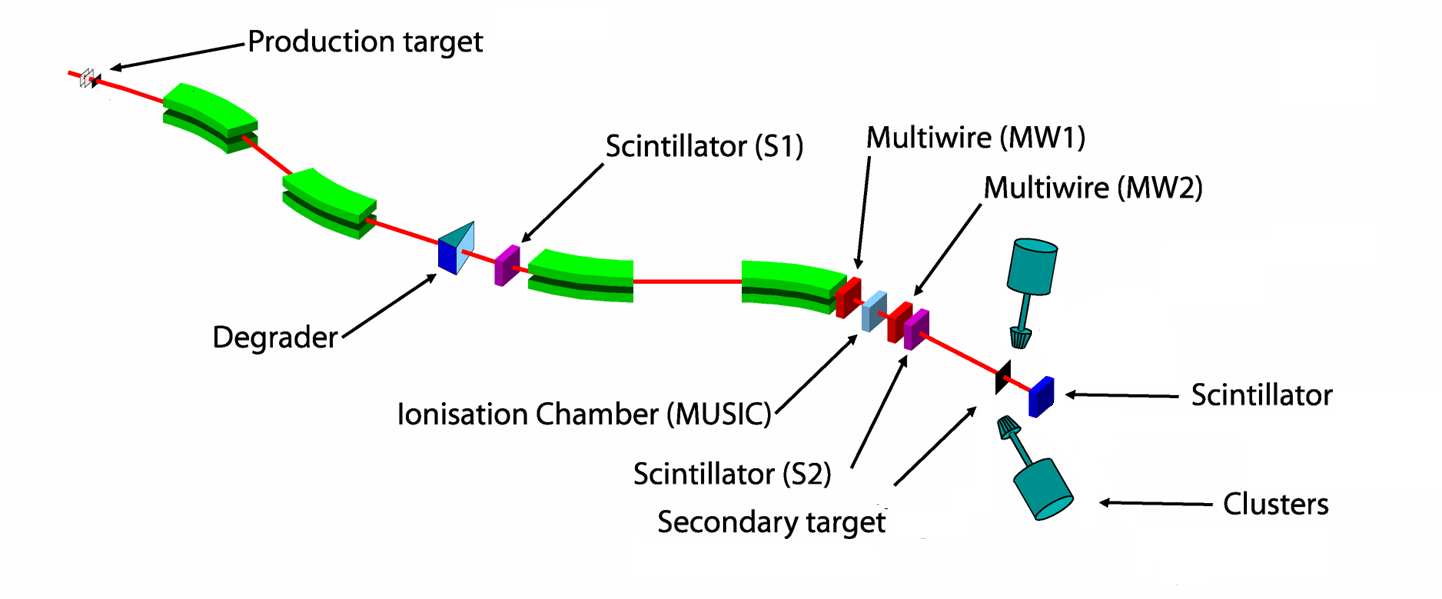 Production target
Scintillator (S1)
Multiwire (MW1)
Multiwire (MW2)
Degrader
Ionisation Chamber (MUSIC)
Scintillator
Scintillator (S2)
Secondary target
Clusters